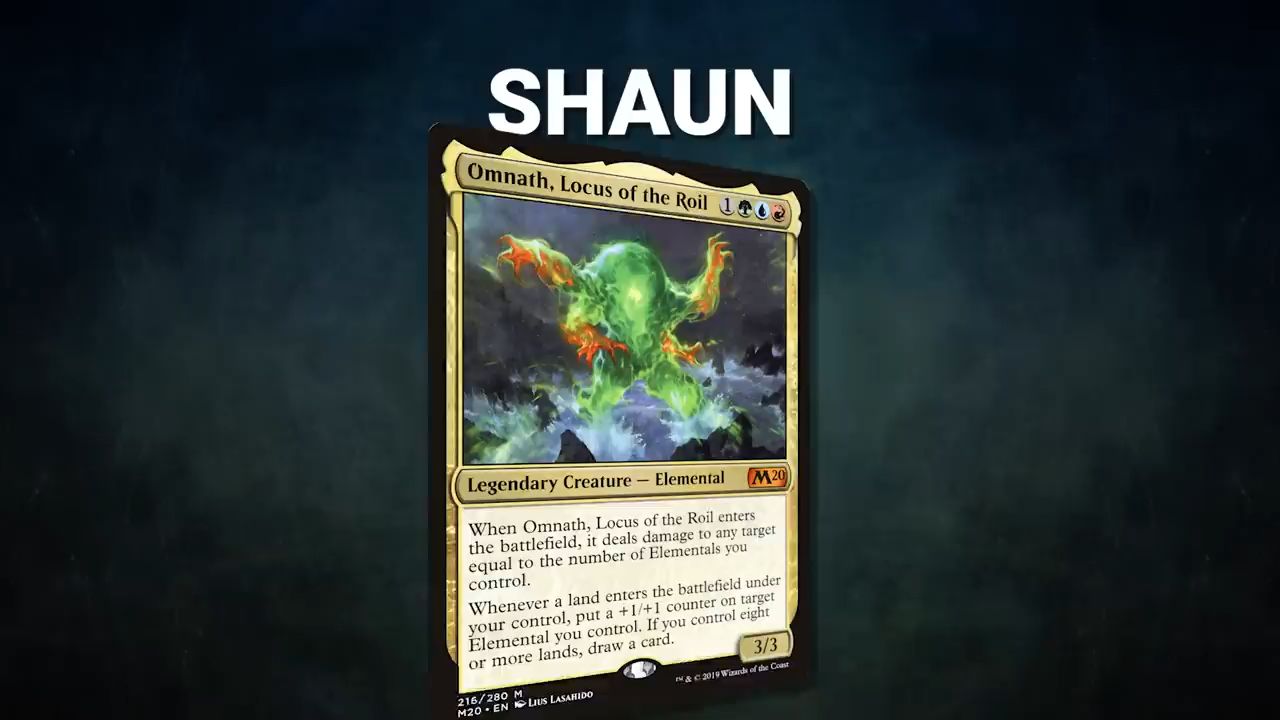 SHAUN
Omnath, Locus of the Roil 1
Legendary Creature — Elemental M20
When Omnath, Locus of the Roil enters
the battlefield, it deals damage to any target
equal to the number of Elementals you
control.
Whenever a land enters the battlefield under
your control, put a +1/+1 counter on target
Elemental you control. If you control eight
or more lands, draw a card.
3/3
216/280 M
M20 • EN Lius Lasahido
™ & © 2019 Wizards of the Coast